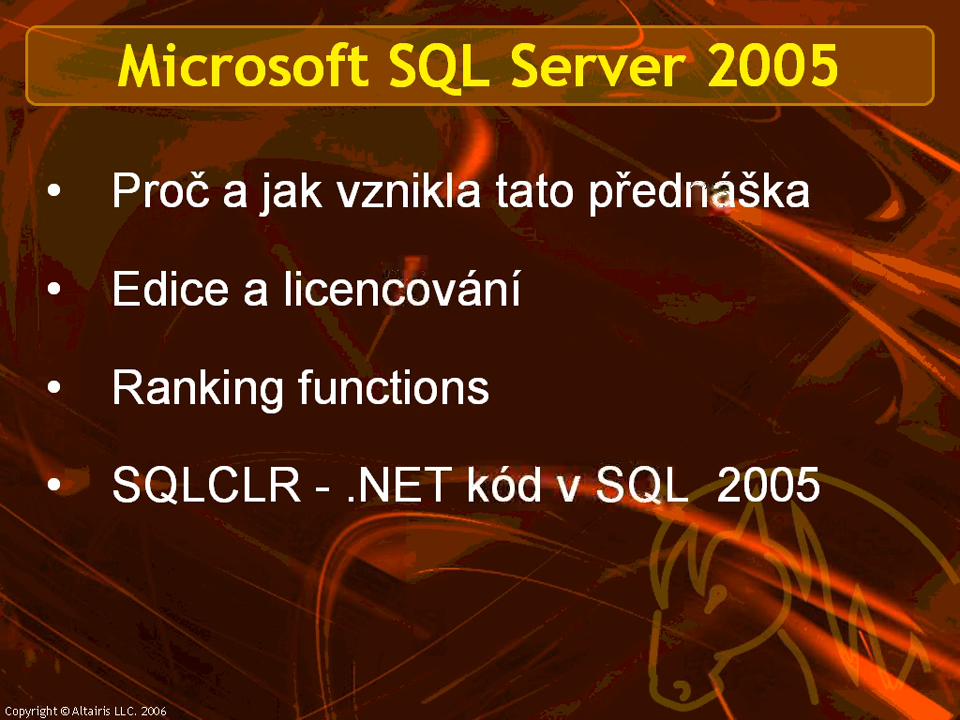 Microsoft SQL Server 2005
• Proč a jak vznikla tato přednáška
• Edice a licencování
• Ranking functions
• SQLCLR - .NET kód v SQL 2005
Copyright © Altairis LLC. 2006